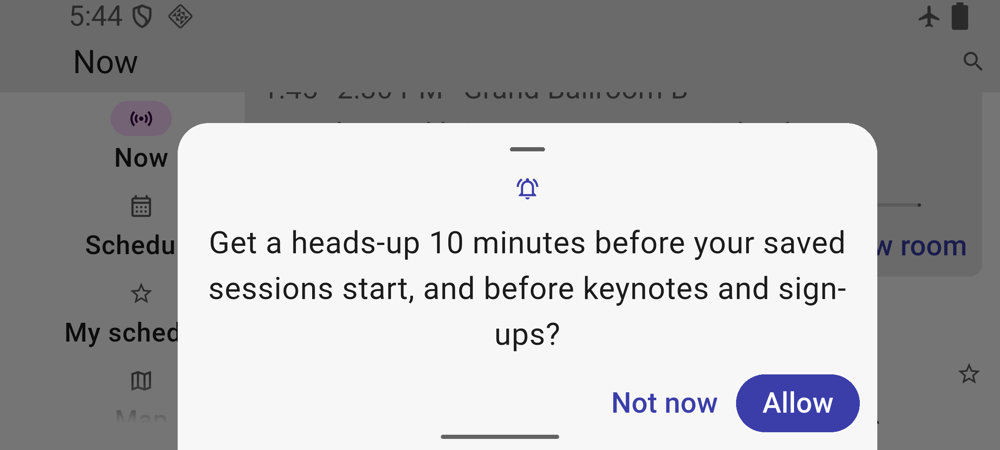 5:44
Now
Now
Schedu
My sched
Map
w room
Get a heads-up 10 minutes before your saved
sessions start, and before keynotes and sign-
ups?
Not now
Allow